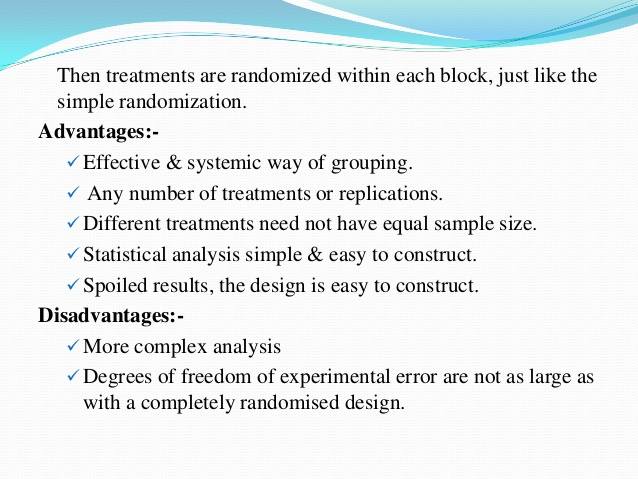 Then treatments are randomized within each block, just like the
simple randomization.
Advantages:-
✓ Effective & systemic way of grouping.
✓ Any number of treatments or replications.
✓ Different treatments need not have equal sample size.
✓ Statistical analysis simple & easy to construct.
✓ Spoiled results, the design is easy to construct.
Disadvantages:-
✓ More complex analysis
✓ Degrees of freedom of experimental error are not as large as
with a completely randomised design.